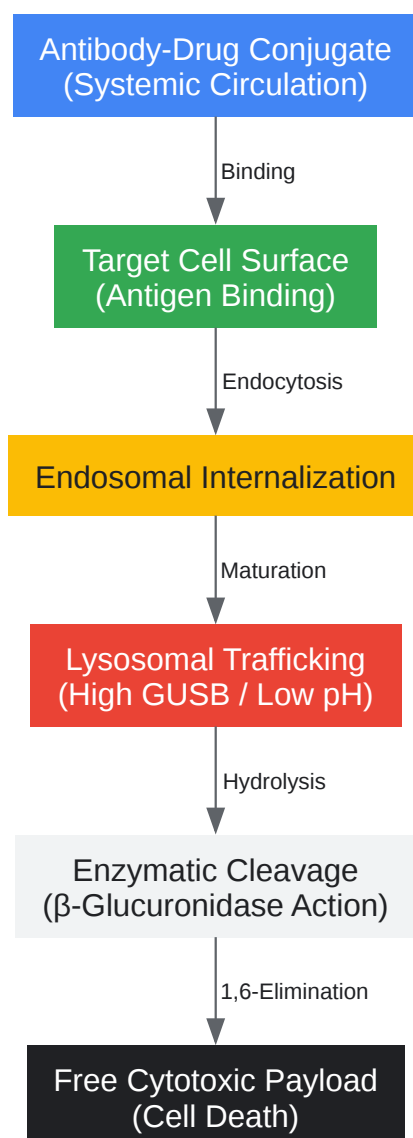 Antibody-Drug Conjugate
(Systemic Circulation)
Binding
Target Cell Surface
(Antigen Binding)
Endocytosis
Endosomal Internalization
Maturation
Lysosomal Trafficking
(High GUSB / Low pH)
Hydrolysis
Enzymatic Cleavage
(β-Glucuronidase Action)
1,6-Elimination
Free Cytotoxic Payload
(Cell Death)